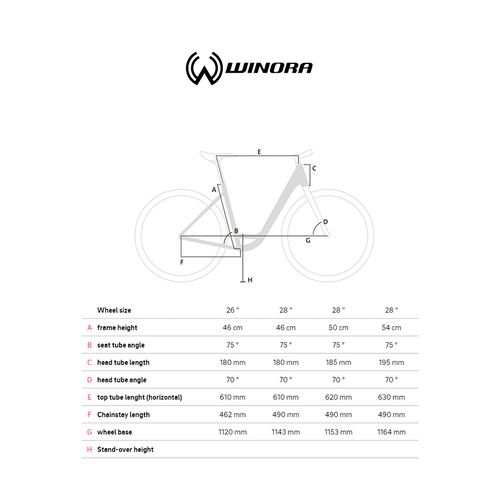 WINORA
E
C
A
D
B
G
F
H
Wheel size 26 " 28 " 28 " 28 "
A frame height 46 cm 46 cm 50 cm 54 cm
B seat tube angle 75 ° 75 ° 75 ° 75 °
C head tube length 180 mm 180 mm 185 mm 195 mm
D head tube angle 70 ° 70 ° 70 ° 70 °
E top tube lenght (horizontal) 610 mm 610 mm 620 mm 630 mm
F Chainstay length 462 mm 490 mm 490 mm 490 mm
G wheel base 1120 mm 1143 mm 1153 mm 1164 mm
H Stand-over height